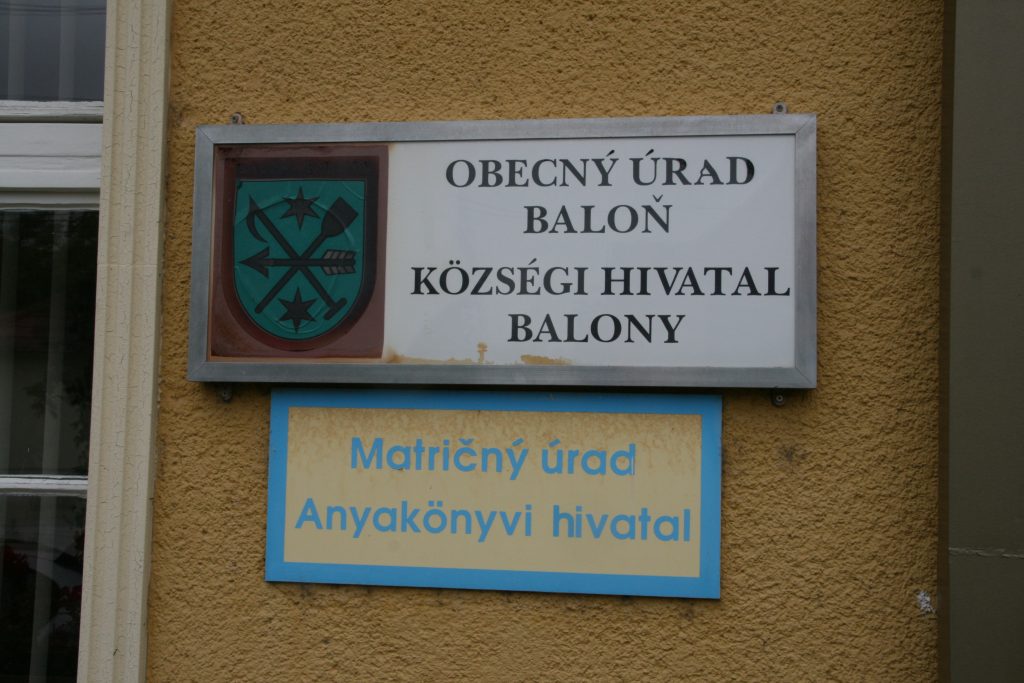 OBECNÝ ÚRAD
BALOŇ
KÖZSÉGI HIVATAL
BALONY
Matričný úrad
Anyakönyvi hivatal